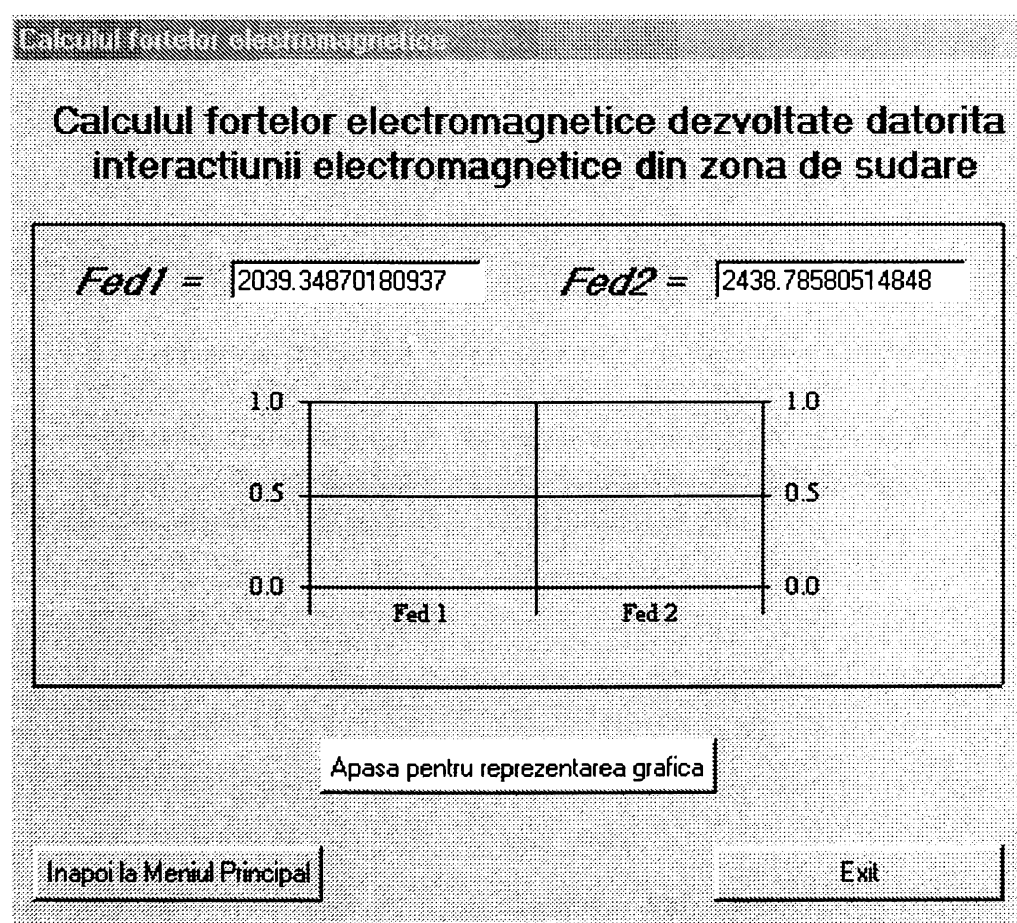 Calculul fortelor electromagnetice
Calculul fortelor electromagnetice dezvoltate datorita
interactiunii electromagnetice din zona de sudare
Fed1 = 2039.34870180937 Fed2 = 2438.78580514848
1.0 1.0
0.5 0.5
0.0 0.0
Fed 1 Fed 2
Apasa pentru reprezentarea grafica
Inapoi la Meniul Principal Exit